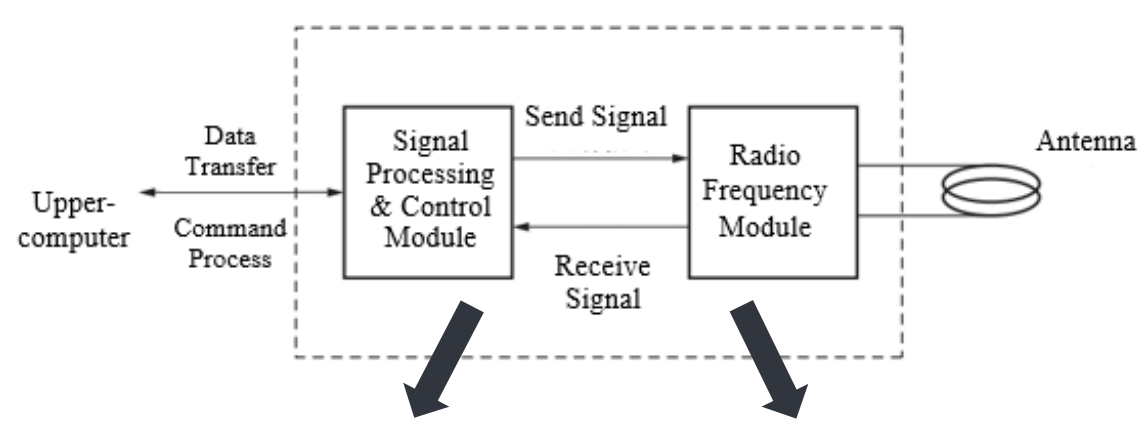 Data
Transfer
Upper-
computer
Command
Process
Signal
Processing
& Control
Module
Send Signal
Receive
Signal
Radio
Frequency
Module
Antenna